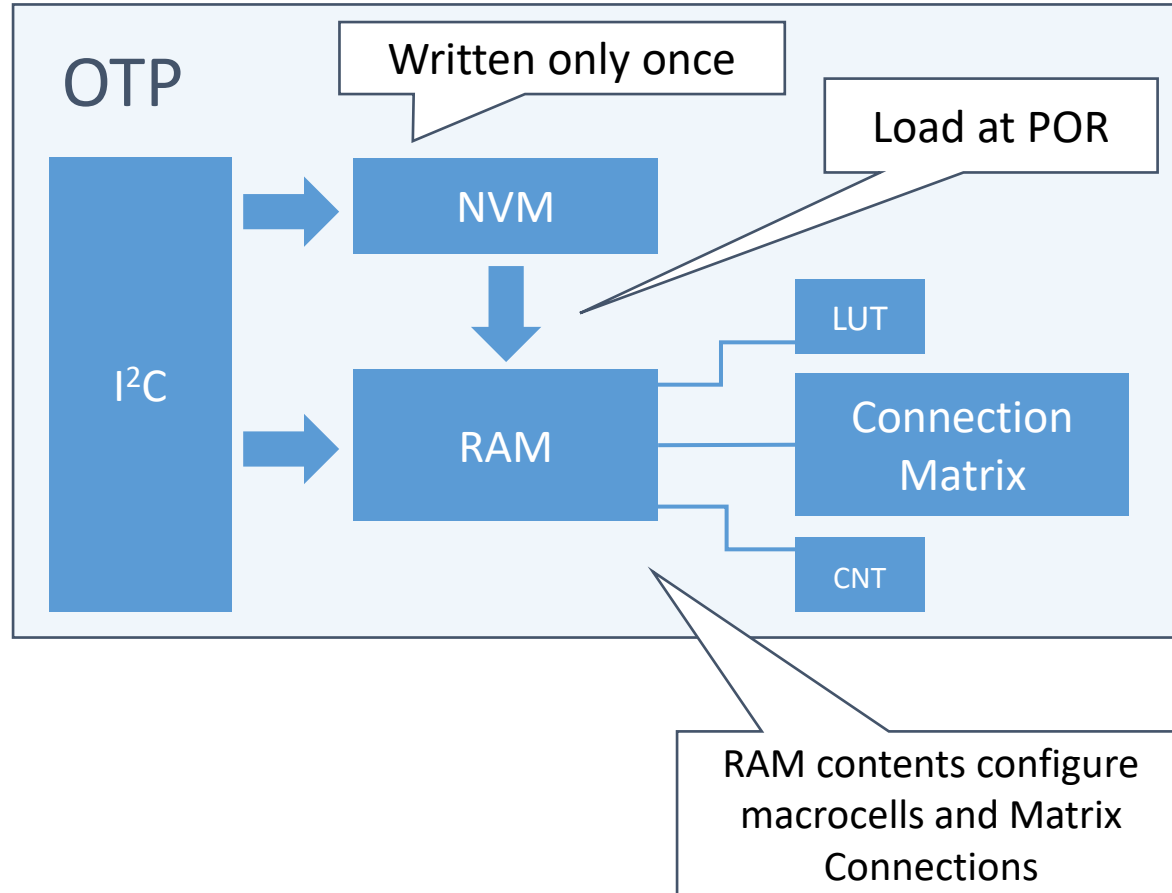 OTP
Written only once
Load at POR
NVM
I²C
RAM
LUT
Connection
Matrix
CNT
RAM contents configure
macrocells and Matrix
Connections